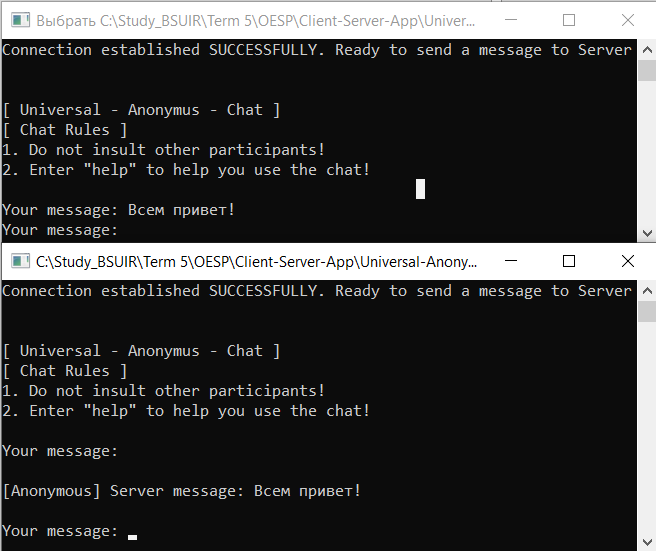 Выбрать C:\Study_BSUIR\Term 5\OESP\Client-Server-App\Univer...
Connection established SUCCESSFULLY. Ready to send a message to Server
[ Universal - Anonymus - Chat ]
[ Chat Rules ]
1. Do not insult other participants!
2. Enter "help" to help you use the chat!
Your message: Всем привет!
Your message:
C:\Study_BSUIR\Term 5\OESP\Client-Server-App\Universal-Anony...
Connection established SUCCESSFULLY. Ready to send a message to Server
[ Universal - Anonymus - Chat ]
[ Chat Rules ]
1. Do not insult other participants!
2. Enter "help" to help you use the chat!
Your message:
[Anonymous] Server message: Всем привет!
Your message: